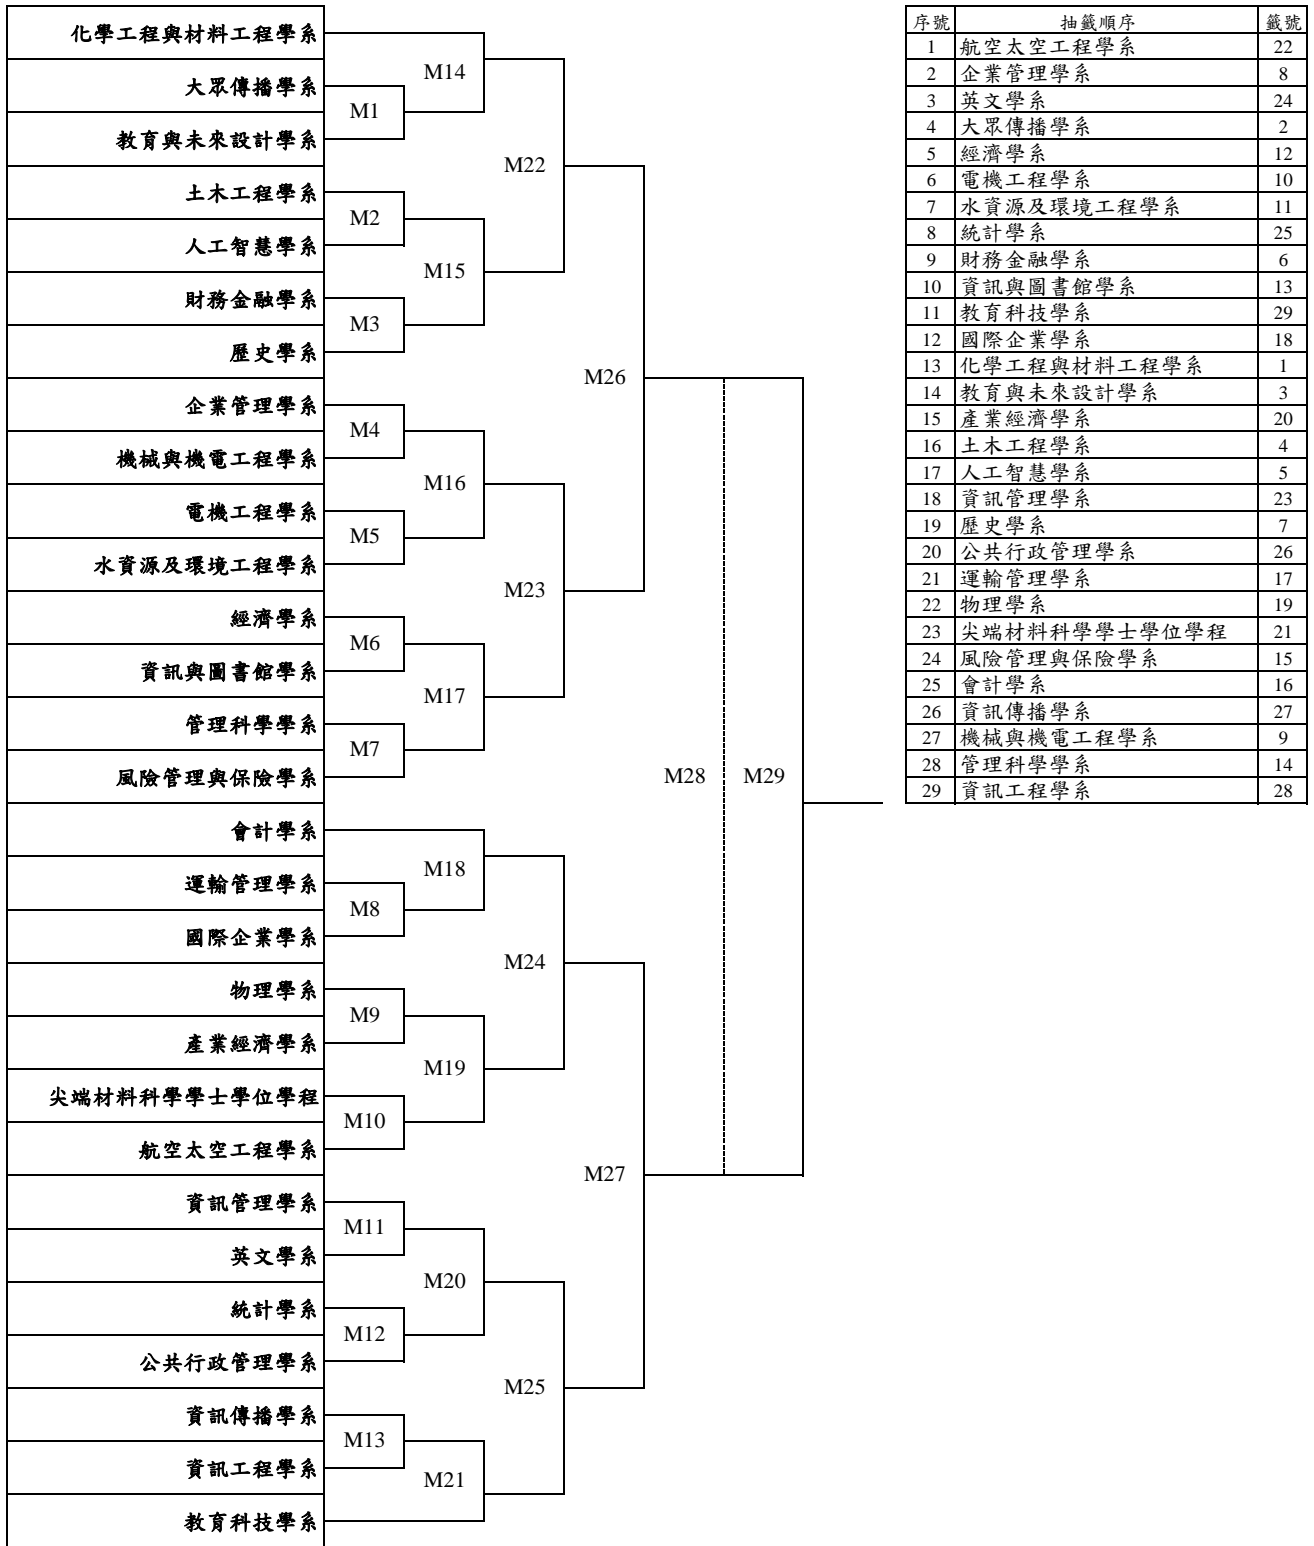 化學工程與材料工程學系
大眾傳播學系
教育與未來設計學系
土木工程學系
人工智慧學系
財務金融學系
歷史學系
企業管理學系
機械與機電工程學系
電機工程學系
水資源及環境工程學系
經濟學系
資訊與圖書館學系
管理科學學系
風險管理與保險學系
會計學系
運輸管理學系
國際企業學系
物理學系
產業經濟學系
尖端材料科學學士學位學程
航空太空工程學系
資訊管理學系
英文學系
統計學系
公共行政管理學系
資訊傳播學系
資訊工程學系
教育科技學系
M1
M2
M3
M4
M5
M6
M7
M8
M9
M10
M11
M12
M13
M14
M15
M16
M17
M18
M19
M20
M21
M22
M23
M24
M25
M26
M27
M28
M29
序號 抽籤順序 籤號
1 航空太空工程學系 22
2 企業管理學系 8
3 英文學系 24
4 大眾傳播學系 2
5 經濟學系 12
6 電機工程學系 10
7 水資源及環境工程學系 11
8 統計學系 25
9 財務金融學系 6
10 資訊與圖書館學系 13
11 教育科技學系 29
12 國際企業學系 18
13 化學工程與材料工程學系 1
14 教育與未來設計學系 3
15 產業經濟學系 20
16 土木工程學系 4
17 人工智慧學系 5
18 資訊管理學系 23
19 歷史學系 7
20 公共行政管理學系 26
21 運輸管理學系 17
22 物理學系 19
23 尖端材料科學學士學位學程 21
24 風險管理與保險學系 15
25 會計學系 16
26 資訊傳播學系 27
27 機械與機電工程學系 9
28 管理科學學系 14
29 資訊工程學系 28